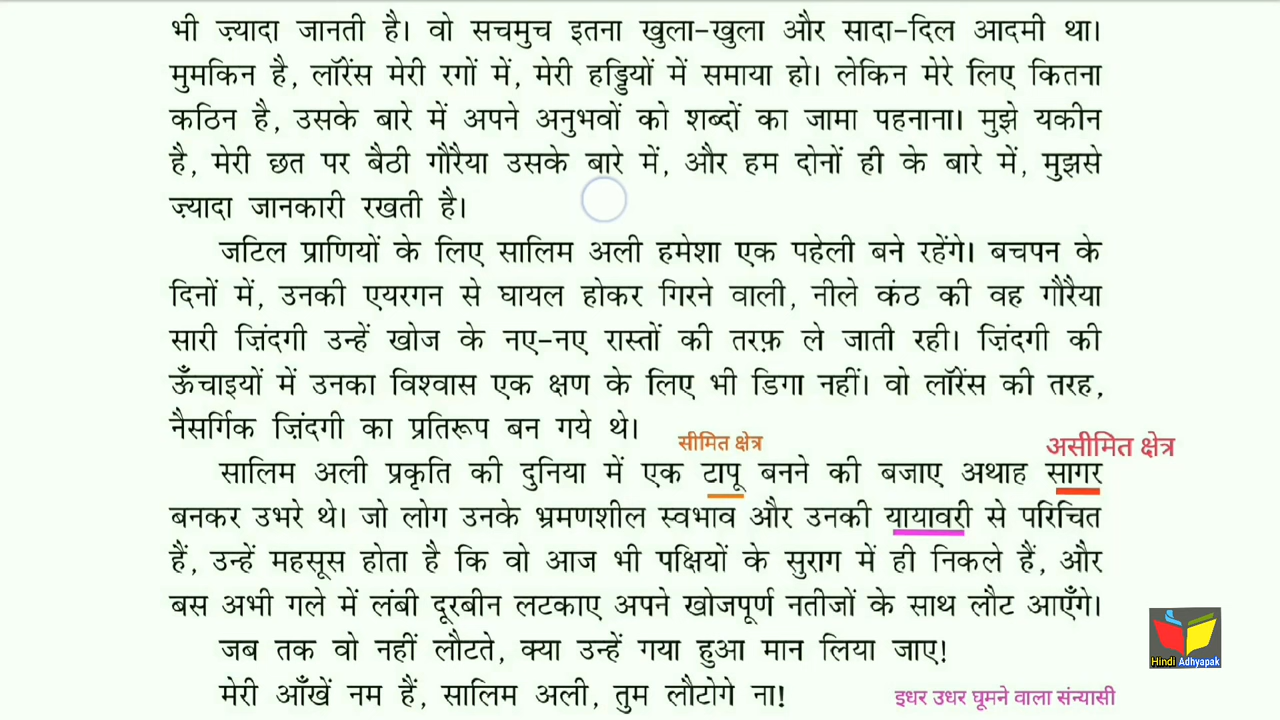 भी ज़्यादा जानती है। वो सचमुच इतना खुला-खुला और सादा-दिल आदमी था।
मुमकिन है, लॉरेंस मेरी रगों में, मेरी हड्डियों में समाया हो। लेकिन मेरे लिए कितना
कठिन है, उसके बारे में अपने अनुभवों को शब्दों का जामा पहनाना। मुझे यकीन
है, मेरी छत पर बैठी गौरैया उसके बारे में, और हम दोनों ही के बारे में, मुझसे
ज़्यादा जानकारी रखती है।
जटिल प्राणियों के लिए सालिम अली हमेशा एक पहेली बने रहेंगे। बचपन के
दिनों में, उनकी एयरगन से घायल होकर गिरने वाली, नीले कंठ की वह गौरैया
सारी ज़िंदगी उन्हें खोज के नए-नए रास्तों की तरफ़ ले जाती रही। ज़िंदगी की
ऊँचाइयों में उनका विश्वास एक क्षण के लिए भी डिगा नहीं। वो लॉरेंस की तरह,
नैसर्गिक ज़िंदगी का प्रतिरूप बन गये थे।
सीमित क्षेत्र
असीमित क्षेत्र
सालिम अली प्रकृति की दुनिया में एक टापू बनने की बजाए अथाह सागर
बनकर उभरे थे। जो लोग उनके भ्रमणशील स्वभाव और उनकी यायावरी से परिचित
हैं, उन्हें महसूस होता है कि वो आज भी पक्षियों के सुराग में ही निकले हैं, और
बस अभी गले में लंबी दूरबीन लटकाए अपने खोजपूर्ण नतीजों के साथ लौट आएँगे।
जब तक वो नहीं लौटते, क्या उन्हें गया हुआ मान लिया जाए!
मेरी आँखें नम हैं, सालिम अली, तुम लौटोगे ना!
इधर उधर घूमने वाला संन्यासी
Hindi Adhyapak